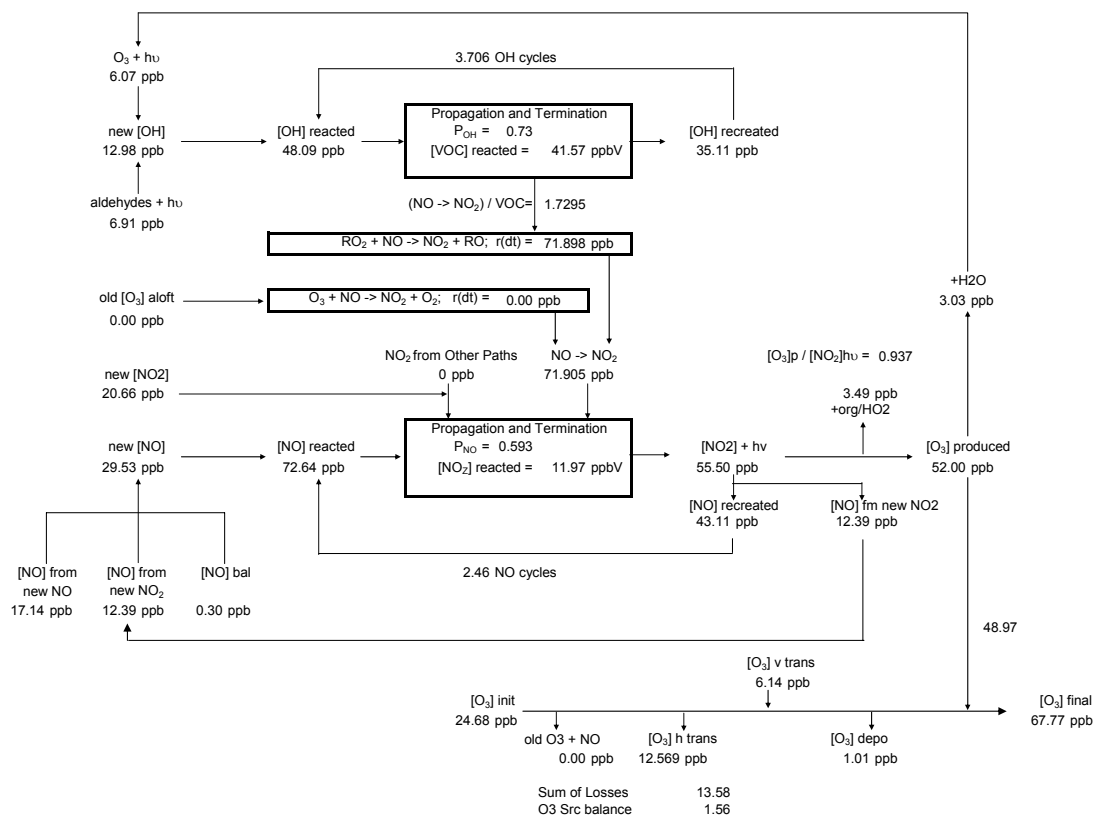 O₃ + hυ
6.07 ppb
3.706 OH cycles
new [OH]
12.98 ppb
[OH] reacted
48.09 ppb
Propagation and Termination
P_OH = 0.73
[VOC] reacted = 41.57 ppbV
[OH] recreated
35.11 ppb
aldehydes + hυ
6.91 ppb
(NO -> NO₂) / VOC= 1.7295
RO₂ + NO -> NO₂ + RO; r(dt) = 71.898 ppb
old [O₃] aloft
0.00 ppb
O₃ + NO -> NO₂ + O₂; r(dt) = 0.00 ppb
+H2O
3.03 ppb
NO₂ from Other Paths
0 ppb
NO -> NO₂
71.905 ppb
[O₃]p / [NO₂]hυ = 0.937
new [NO2]
20.66 ppb
3.49 ppb
+org/HO2
new [NO]
29.53 ppb
[NO] reacted
72.64 ppb
Propagation and Termination
P_NO = 0.593
[NO_Z] reacted = 11.97 ppbV
[NO2] + hv
55.50 ppb
[O₃] produced
52.00 ppb
[NO] recreated
43.11 ppb
[NO] fm new NO2
12.39 ppb
2.46 NO cycles
[NO] from
new NO
17.14 ppb
[NO] from
new NO₂
12.39 ppb
[NO] bal
0.30 ppb
48.97
[O₃] v trans
6.14 ppb
[O₃] init
24.68 ppb
[O₃] final
67.77 ppb
old O3 + NO
0.00 ppb
[O₃] h trans
12.569 ppb
[O₃] depo
1.01 ppb
Sum of Losses 13.58
O3 Src balance 1.56